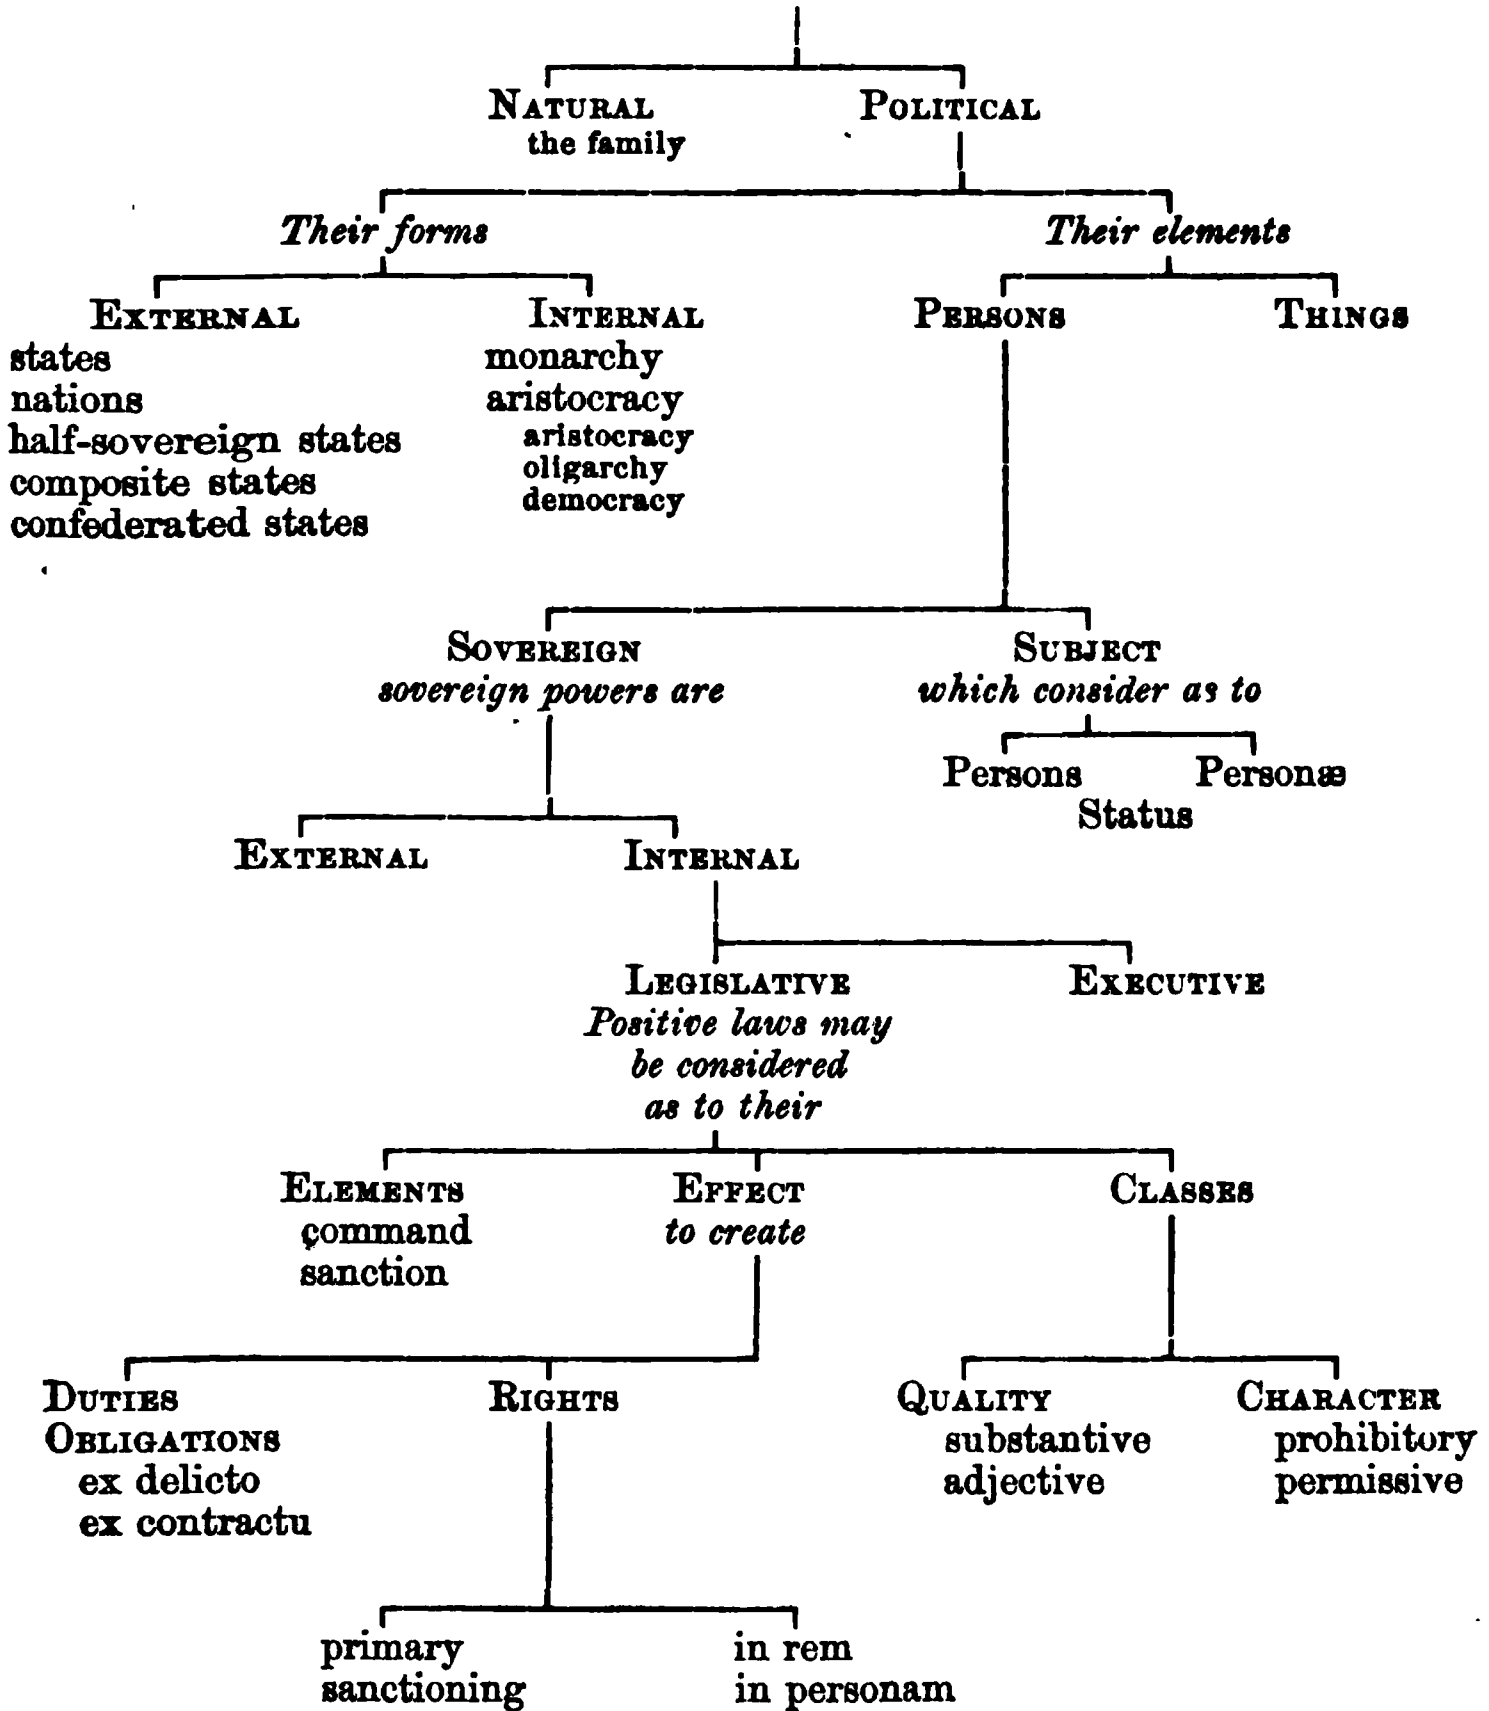 NATURAL POLITICAL
the family
Their forms Their elements
EXTERNAL INTERNAL PERSONS THINGS
states monarchy
nations aristocracy
half-sovereign states aristocracy
composite states oligarchy
confederated states democracy
SOVEREIGN SUBJECT
sovereign powers are which consider as to
Persons Personæ
Status
EXTERNAL INTERNAL
LEGISLATIVE EXECUTIVE
Positive laws may
be considered
as to their
ELEMENTS EFFECT CLASSES
command to create
sanction
DUTIES RIGHTS QUALITY CHARACTER
OBLIGATIONS substantive prohibitory
ex delicto adjective permissive
ex contractu
primary in rem
sanctioning in personam